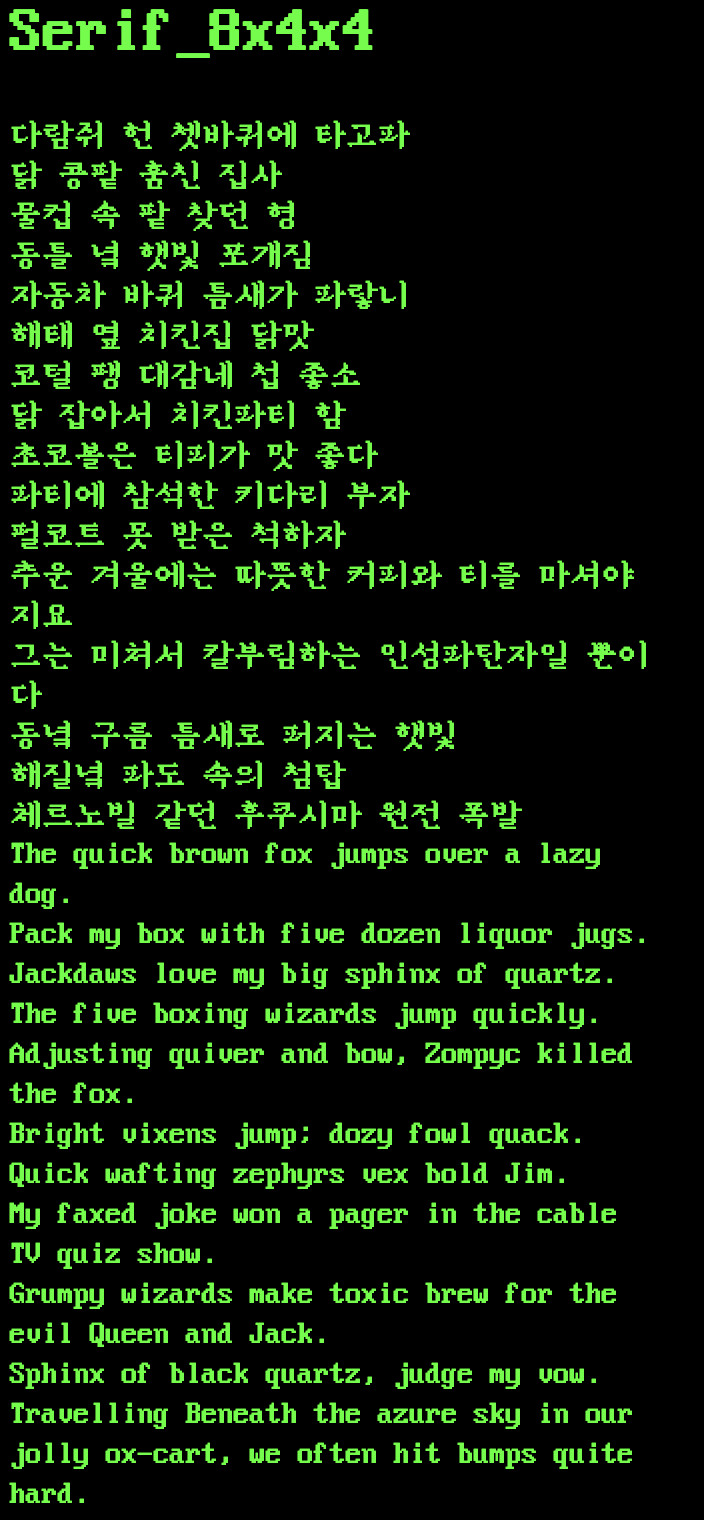 Serif_8x4x4
다람쥐 헌 쳇바퀴에 타고파
닭 콩팥 훔친 집사
물컵 속 팥 찾던 형
동틀 녘 햇빛 포개짐
자동차 바퀴 틈새가 파랗니
해태 옆 치킨집 닭맛
코털 팽 대감네 첩 좋소
닭 잡아서 치킨파티 함
초코볼은 티피가 맛 좋다
파티에 참석한 키다리 부자
펄코트 못 받은 척하자
추운 겨울에는 따뜻한 커피와 티를 마셔야
지요
그는 미쳐서 칼부림하는 인성파탄자일 뿐이
다
동녘 구름 틈새로 퍼지는 햇빛
해질녘 파도 속의 첨탑
체르노빌 같던 후쿠시마 원전 폭발
The quick brown fox jumps over a lazy
dog.
Pack my box with five dozen liquor jugs.
Jackdaws love my big sphinx of quartz.
The five boxing wizards jump quickly.
Adjusting quiver and bow, Zompyc killed
the fox.
Bright vixens jump; dozy fowl quack.
Quick wafting zephyrs vex bold Jim.
My faxed joke won a pager in the cable
TV quiz show.
Grumpy wizards make toxic brew for the
evil Queen and Jack.
Sphinx of black quartz, judge my vow.
Travelling Beneath the azure sky in our
jolly ox-cart, we often hit bumps quite
hard.